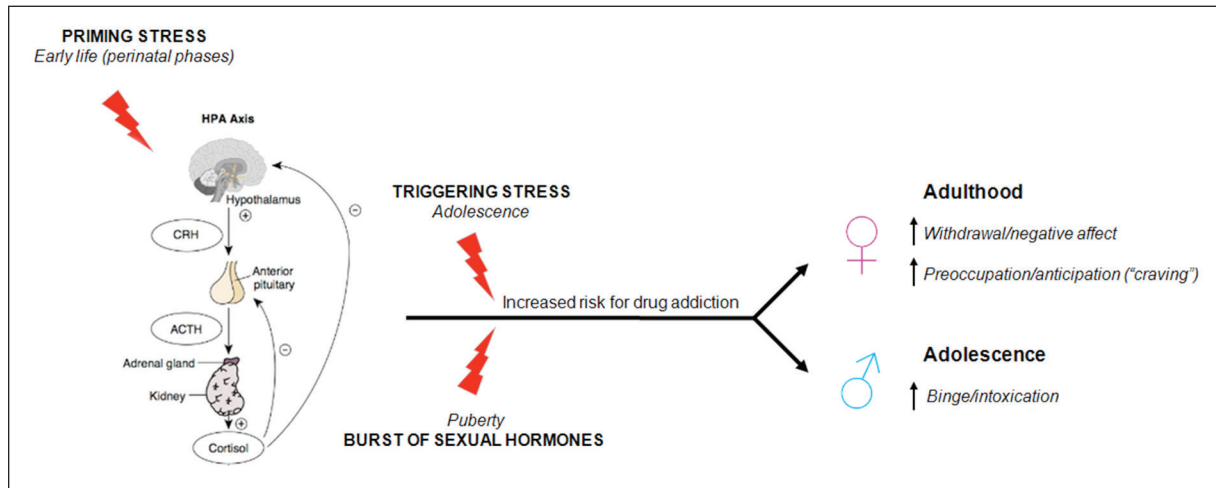 PRIMING STRESS
Early life (perinatal phases)
HPA Axis
Hypothalamus
+
−
CRH
Anterior
pituitary
ACTH
−
Adrenal gland
Kidney
+
Cortisol
TRIGGERING STRESS
Adolescence
Increased risk for drug addiction
Puberty
BURST OF SEXUAL HORMONES
Adulthood
Withdrawal/negative affect
Preoccupation/anticipation (“craving”)
Adolescence
Binge/intoxication